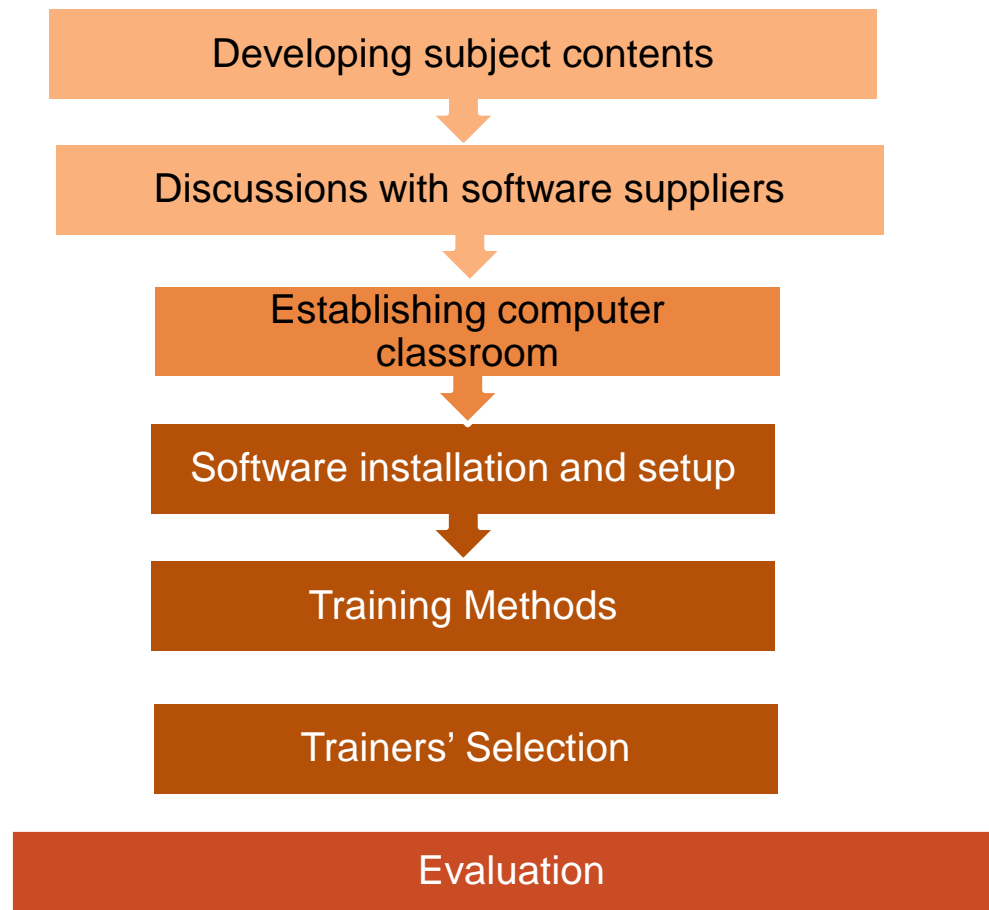 Developing subject contents
Discussions with software suppliers
Establishing computer
classroom
Software installation and setup
Training Methods
Trainers’ Selection
Evaluation